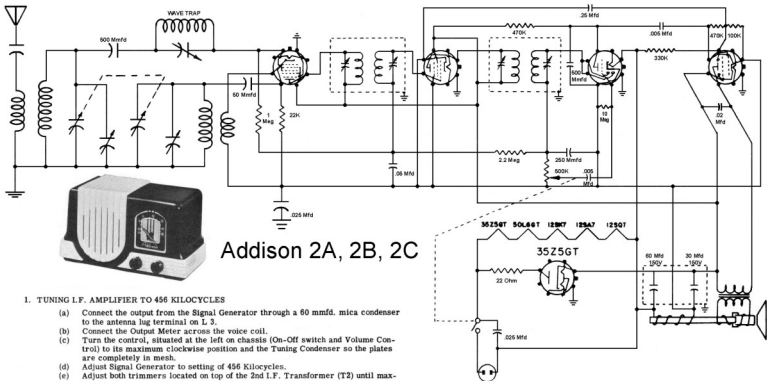 WAVE TRAP
500 Mmfd
50 Mmfd
1 Meg
22K
.025 Mfd
.05 Mfd
.25 Mfd
470K
.005 Mfd
470K 100K
330K
500 Mmfd
10 Meg
.02 Mfd
2.2 Meg
250 Mmfd
500K
.005 Mfd
35Z5GT 50L6GT 12SK7 12SA7 12SQ7
35Z5GT
22 Ohm
60 Mfd 150V
30 Mfd 150V
.025 Mfd
Addison 2A, 2B, 2C
1. TUNING I.F. AMPLIFIER TO 456 KILOCYCLES
(a) Connect the output from the Signal Generator through a 60 mmfd. mica condenser
to the antenna lug terminal on L 3.
(b) Connect the Output Meter across the voice coil.
(c) Turn the control, situated at the left on chassis (On-Off switch and Volume Con-
trol) to its maximum clockwise position and the Tuning Condenser so the plates
are completely in mesh.
(d) Adjust Signal Generator to setting of 456 Kilocycles.
(e) Adjust both trimmers located on top of the 2nd I.F. Transformer (T2) until max-